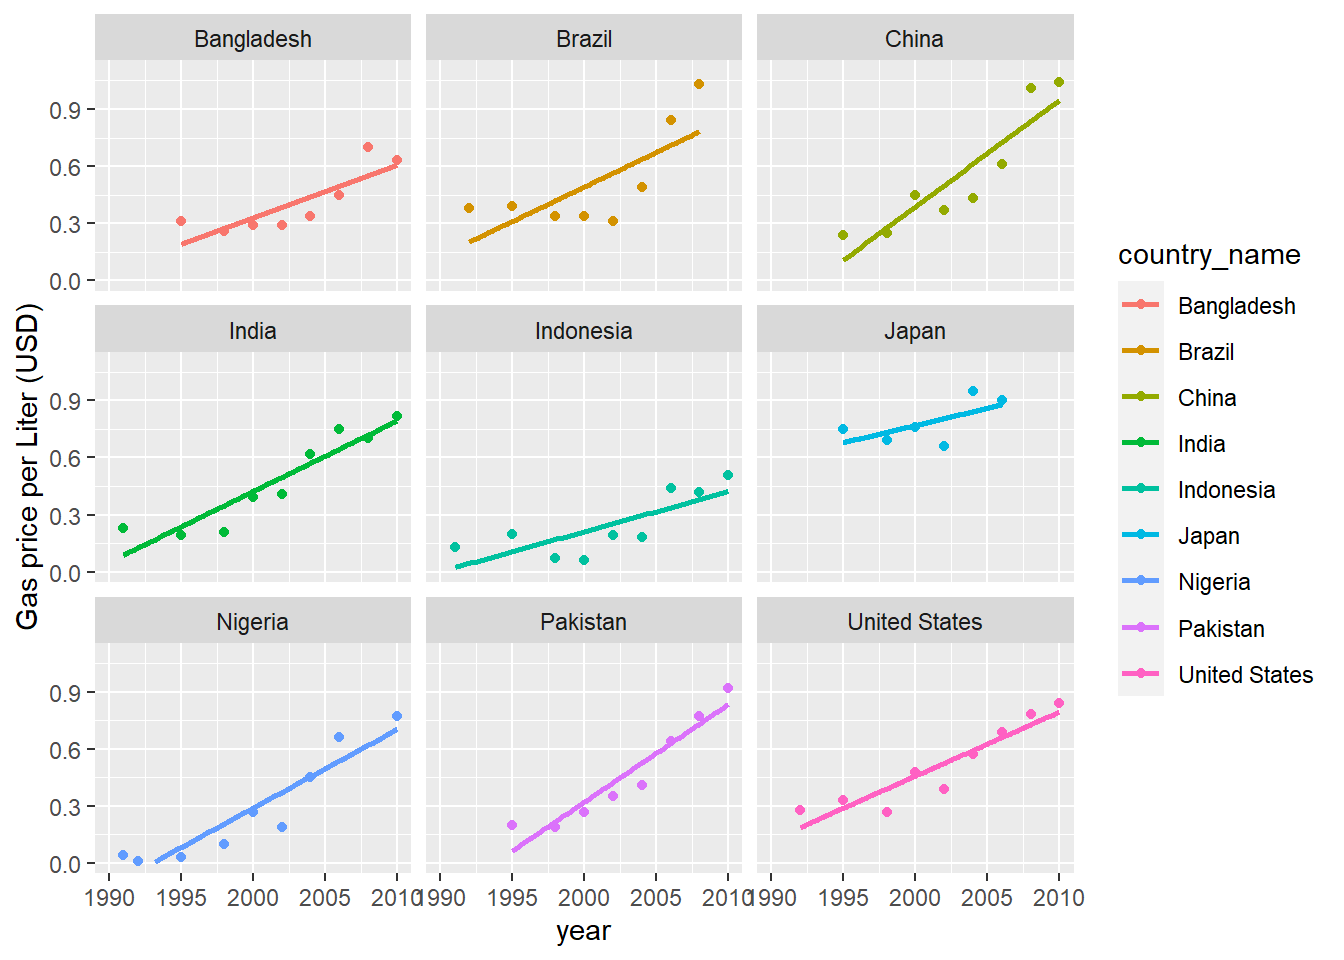 Bangladesh Brazil China
0.9
0.6
0.3
0.0
India Indonesia Japan
0.9
0.6
0.3
0.0
Nigeria Pakistan United States
0.9
0.6
0.3
0.0
1990 1995 2000 2005 2010 1990 1995 2000 2005 2010 1990 1995 2000 2005 2010
year
Gas price per Liter (USD)
country_name
Bangladesh
Brazil
China
India
Indonesia
Japan
Nigeria
Pakistan
United States